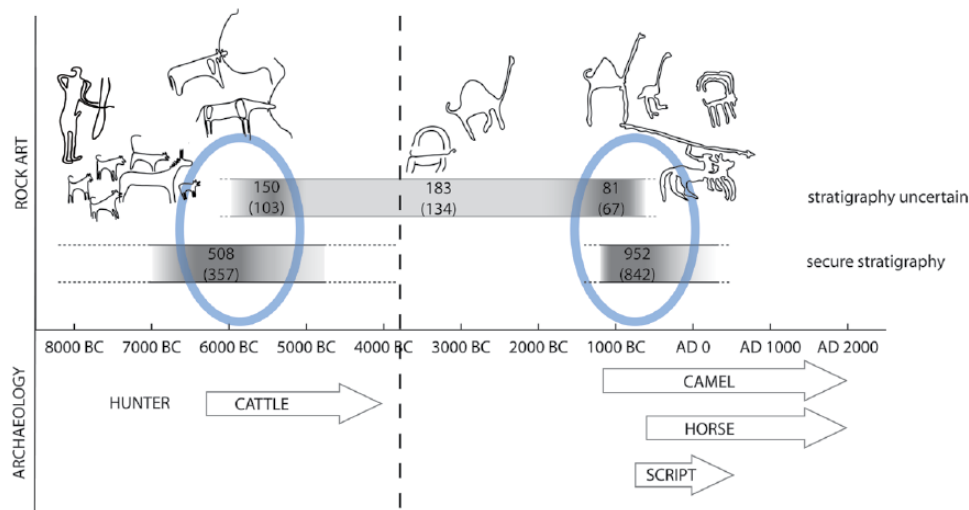 ROCK ART
150 183 81
(103) (134) (67)
stratigraphy uncertain
508 952
(357) (842)
secure stratigraphy
8000 BC 7000 BC 6000 BC 5000 BC 4000 BC 3000 BC 2000 BC 1000 BC AD 0 AD 1000 AD 2000
ARCHAEOLOGY
CAMEL
HUNTER CATTLE
HORSE
SCRIPT